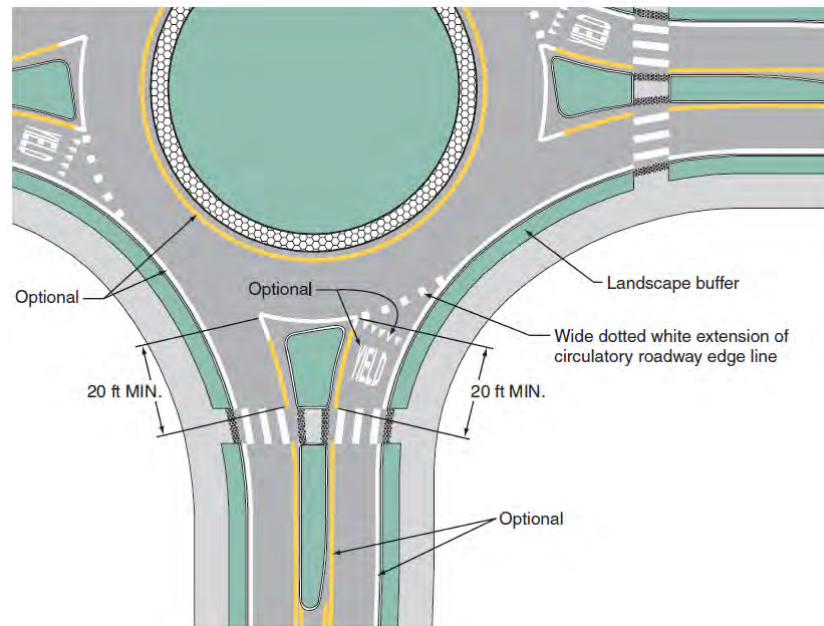 YIELD
YIELD
Optional
Optional
Landscape buffer
Wide dotted white extension of
circulatory roadway edge line
YIELD
20 ft MIN.
20 ft MIN.
Optional